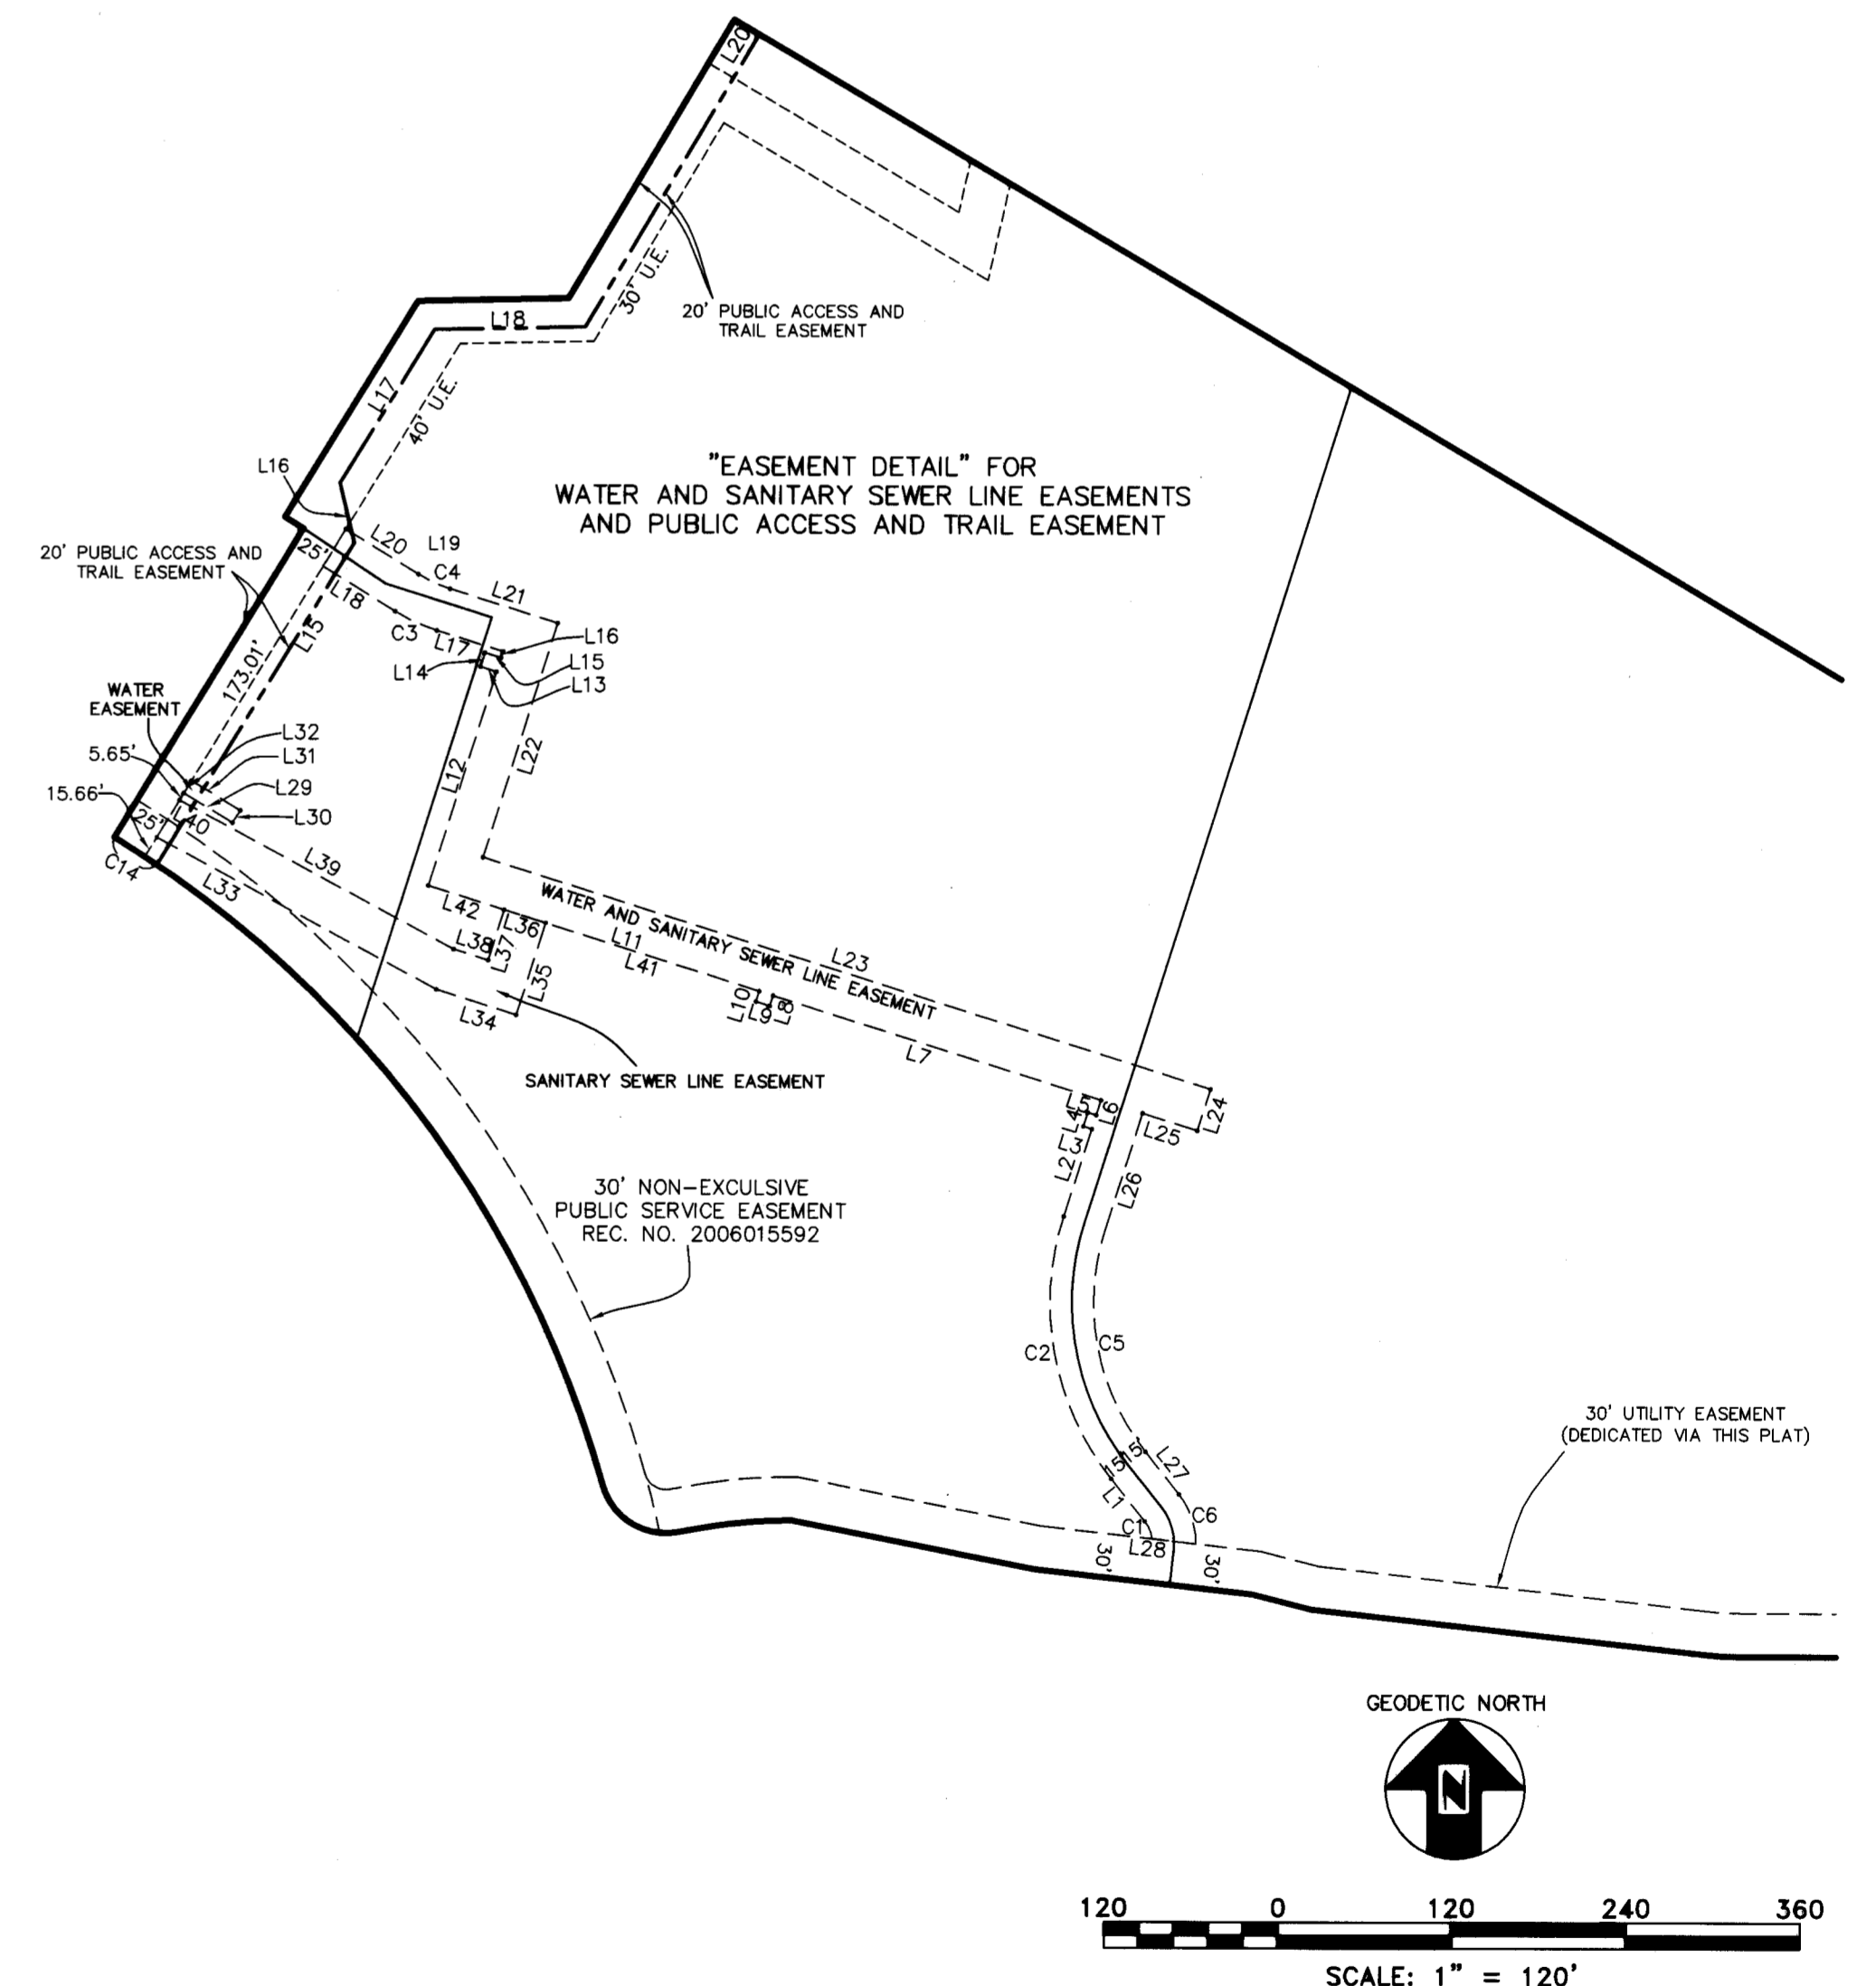 L20
20' PUBLIC ACCESS AND
TRAIL EASEMENT
30' U.E.
L18
L17
40' U.E.
L16
"EASEMENT DETAIL" FOR
WATER AND SANITARY SEWER LINE EASEMENTS
AND PUBLIC ACCESS AND TRAIL EASEMENT
20' PUBLIC ACCESS AND
TRAIL EASEMENT
25'
L20
L19
C4
L21
L18
C3
L17
L16
L15
L14
L13
L15
173.01'
WATER
EASEMENT
L32
L31
5.65'
L29
15.66'
L30
25'
L40
C14
L39
L33
L12
L22
L42
L36
L38
L37
L35
L34
L11
L41
WATER AND SANITARY SEWER LINE EASEMENT
L23
L10
L9
L8
L7
SANITARY SEWER LINE EASEMENT
L5
L6
L4
L3
L2
L24
L25
L26
30' NON-EXCULSIVE
PUBLIC SERVICE EASEMENT
REC. NO. 2006015592
C2
C5
15'
15'
L27
L1
C1
C6
L28
30'
30'
30' UTILITY EASEMENT
(DEDICATED VIA THIS PLAT)
GEODETIC NORTH
N
120 0 120 240 360
SCALE: 1" = 120'